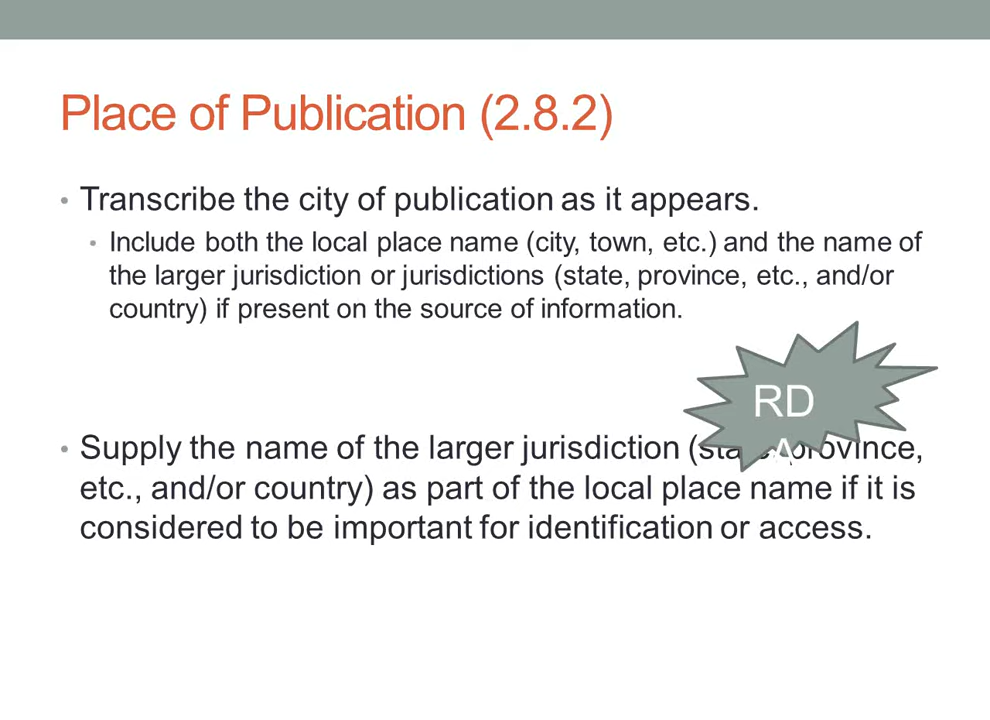 Place of Publication (2.8.2)
• Transcribe the city of publication as it appears.
• Include both the local place name (city, town, etc.) and the name of
the larger jurisdiction or jurisdictions (state, province, etc., and/or
country) if present on the source of information.
RD
A
• Supply the name of the larger jurisdiction (state, province,
etc., and/or country) as part of the local place name if it is
considered to be important for identification or access.